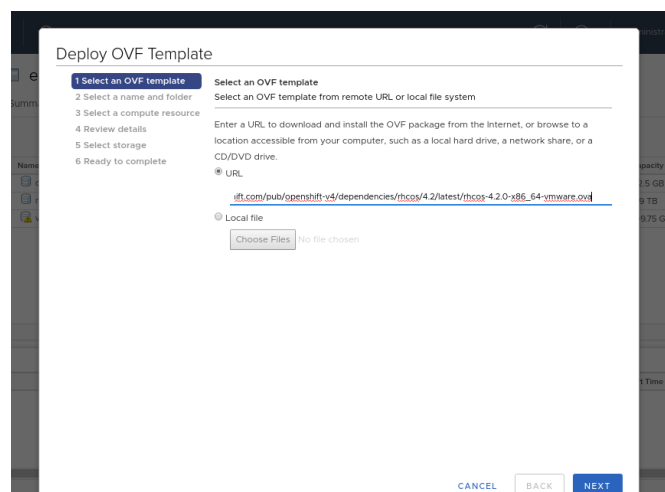 Deploy OVF Template
1 Select an OVF template
2 Select a name and folder
3 Select a compute resource
4 Review details
5 Select storage
6 Ready to complete
Select an OVF template
Select an OVF template from remote URL or local file system
Enter a URL to download and install the OVF package from the Internet, or browse to a
location accessible from your computer, such as a local hard drive, a network share, or a
CD/DVD drive.
URL
ift.com/pub/openshift-v4/dependencies/rhcos/4.2/latest/rhcos-4.2.0-x86_64-vmware.ova
Local file
Choose Files No file chosen
CANCEL BACK NEXT
Name